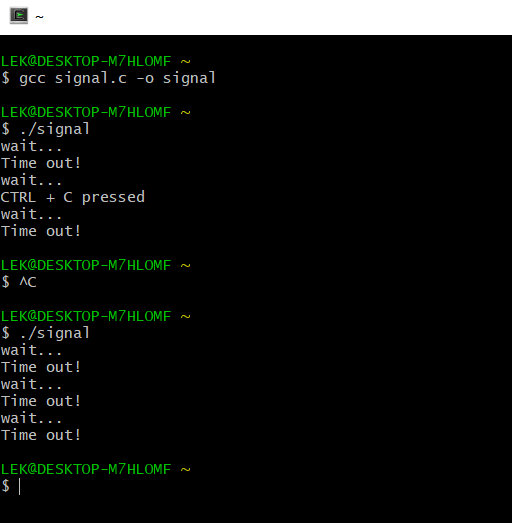 ~
LEK@DESKTOP-M7HLOMF ~
$ gcc signal.c -o signal
LEK@DESKTOP-M7HLOMF ~
$ ./signal
wait...
Time out!
wait...
CTRL + C pressed
wait...
Time out!
LEK@DESKTOP-M7HLOMF ~
$ ^C
LEK@DESKTOP-M7HLOMF ~
$ ./signal
wait...
Time out!
wait...
Time out!
wait...
Time out!
LEK@DESKTOP-M7HLOMF ~
$